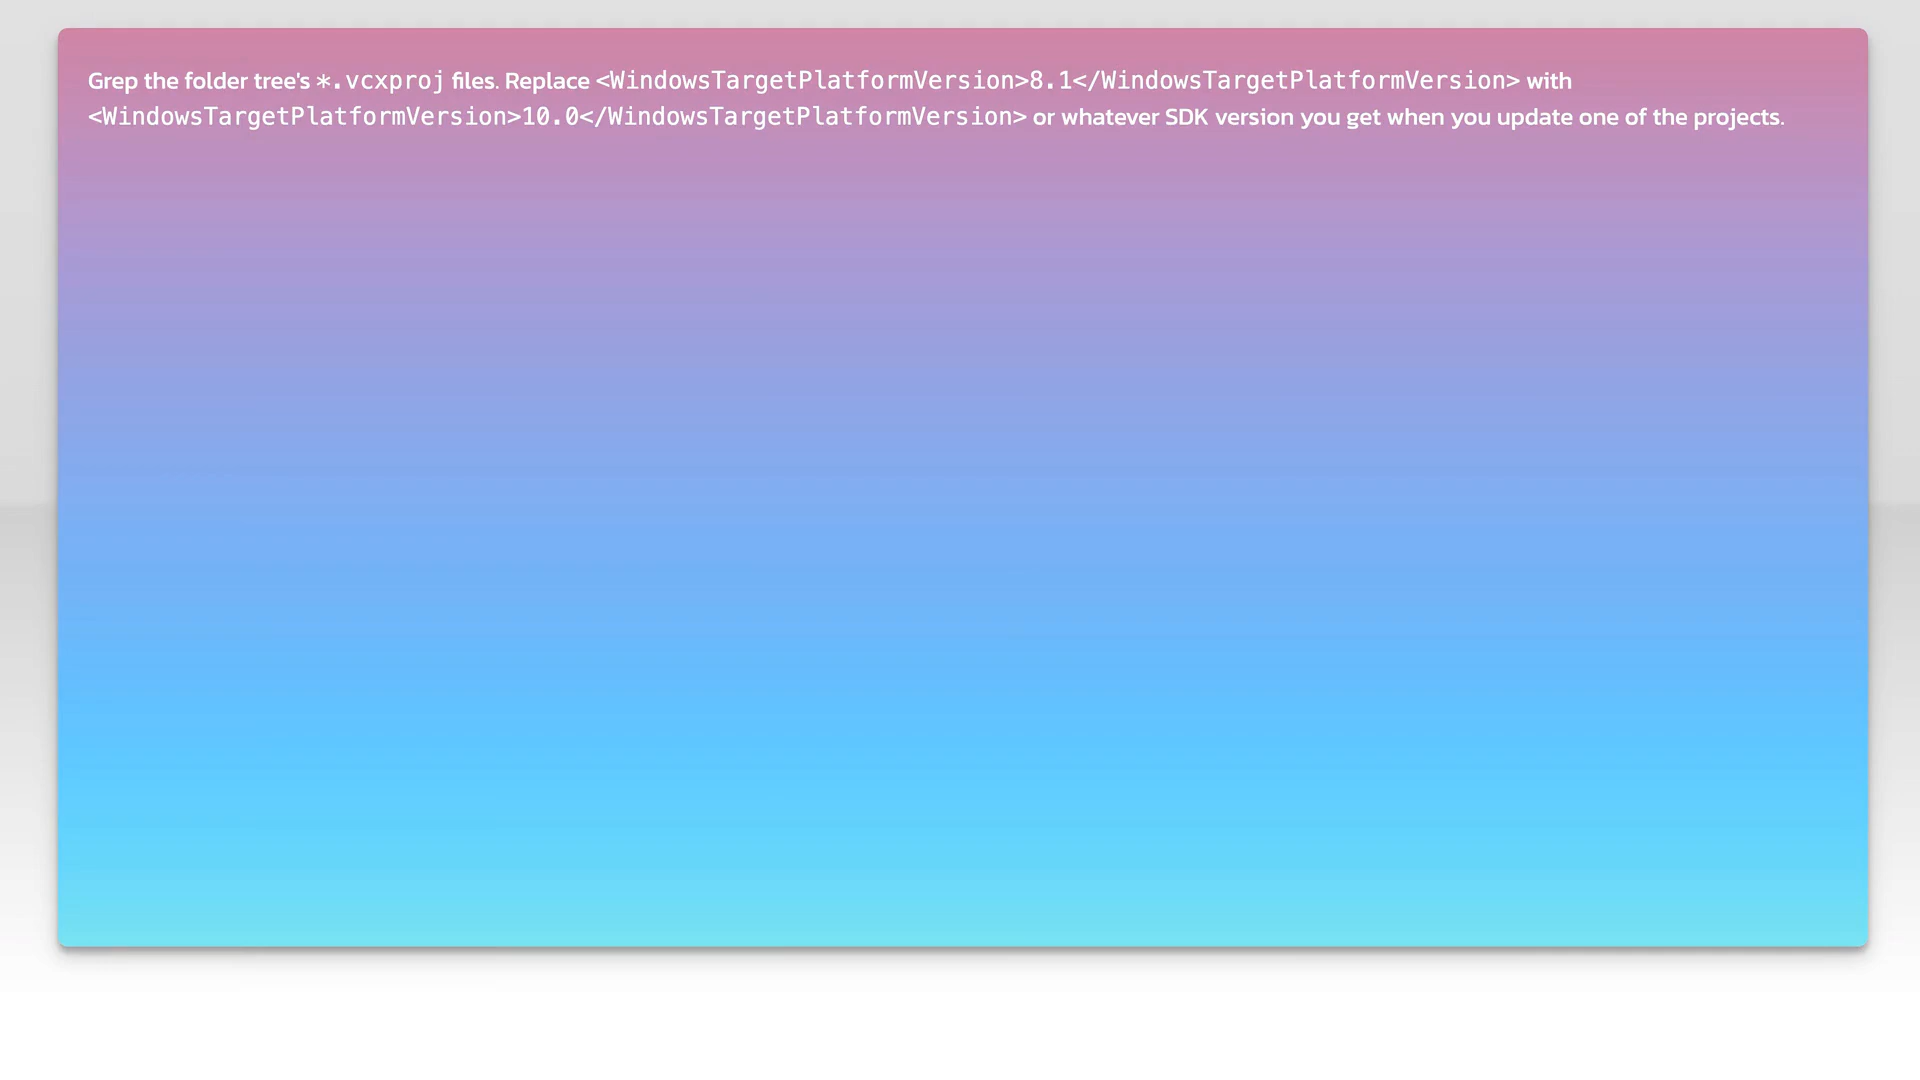 Grep the folder tree's *.vcxproj files. Replace <WindowsTargetPlatformVersion>8.1</WindowsTargetPlatformVersion> with
<WindowsTargetPlatformVersion>10.0</WindowsTargetPlatformVersion> or whatever SDK version you get when you update one of the projects.